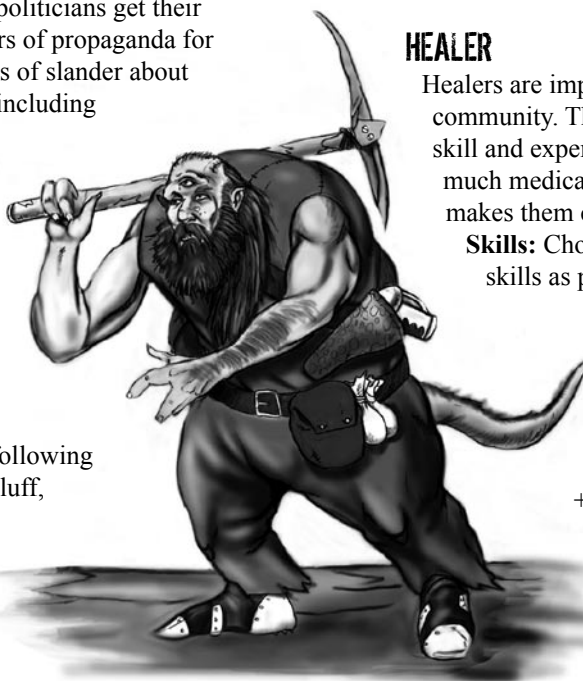 politicians get their
rs of propaganda for
s of slander about
including
following
luff,
HEALER
Healers are imp
community. Th
skill and exper
much medica
makes them
Skills: Cho
skills as p
+